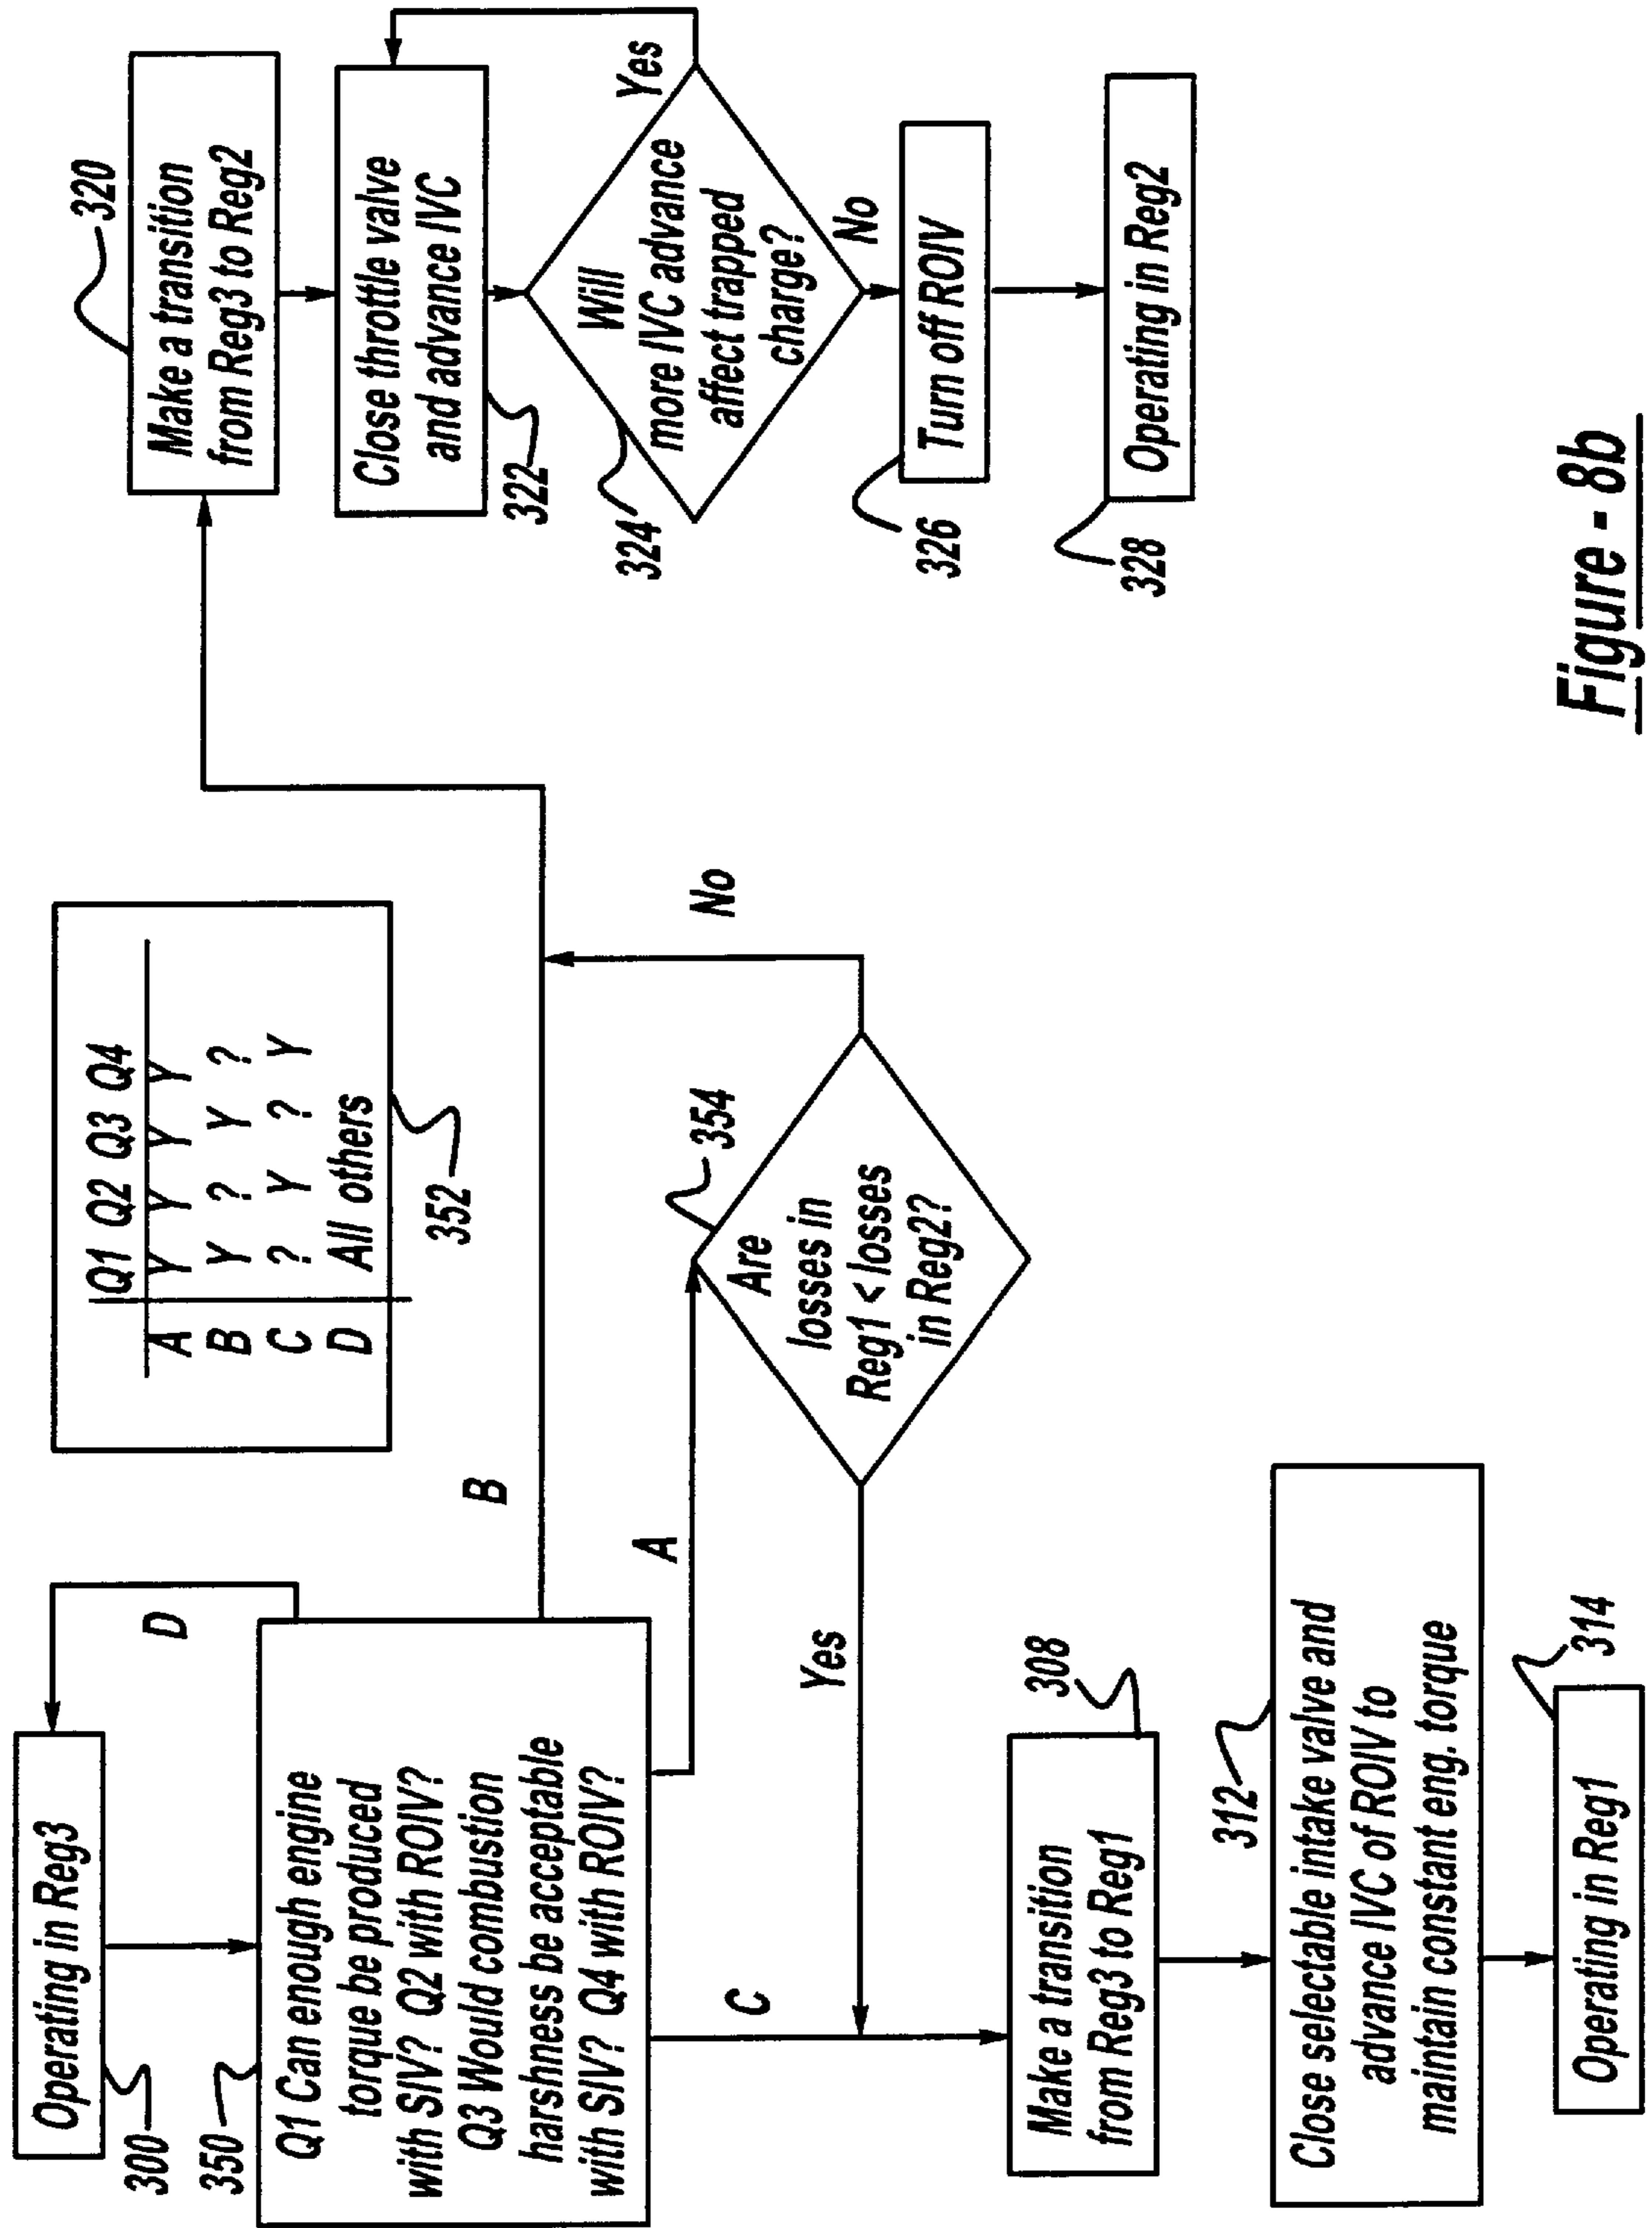 Operating in Reg3
300
D
350
Q1 Can enough engine
torque be produced
with SIV? Q2 with ROIV?
Q3 Would combustion
harshness be acceptable
with SIV? Q4 with ROIV?
Q1 Q2 Q3 Q4
A Y Y Y Y
B Y ? Y ?
C ? Y ? Y
D All others
352
B
A
C
354
Are
losses in
Reg1 < losses
in Reg2?
No
Yes
308
Make a transition
from Reg3 to Reg1
312
Close selectable intake valve and
advance IVC of ROIV to
maintain constant eng. torque
314
Operating in Reg1
320
Make a transition
from Reg3 to Reg2
Close throttle valve
and advance IVC
322
Yes
Will
more IVC advance
affect trapped
charge?
324
No
Turn off ROIV
326
Operating in Reg2
328
Figure - 8b